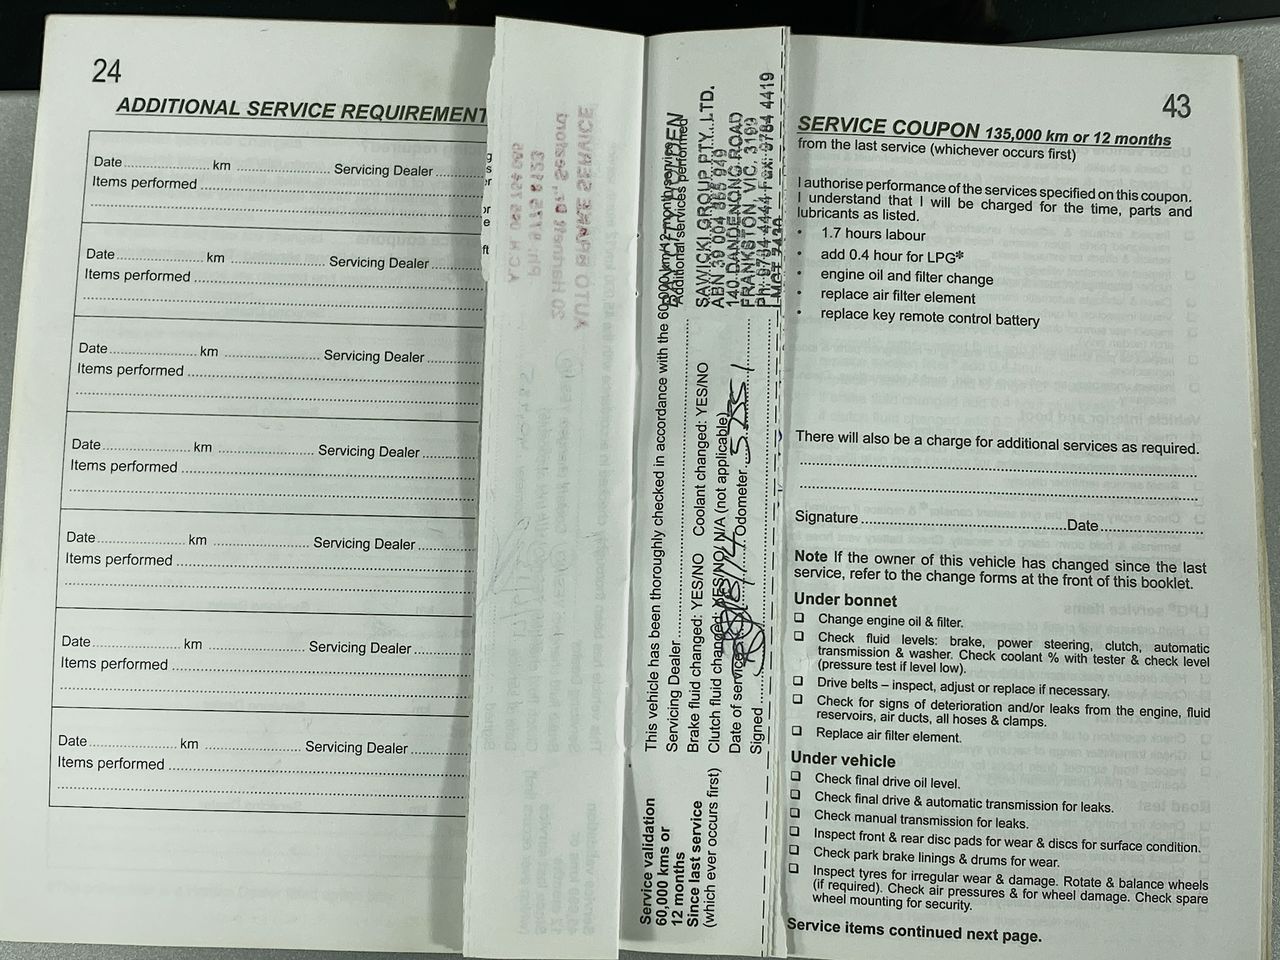 24
ADDITIONAL SERVICE REQUIREMENT
Date.................... km ........................ Servicing Dealer
Items performed
Date.................... km ........................ Servicing Dealer
Items performed
Date.................... km ........................ Servicing Dealer
Items performed
Date.................... km ........................ Servicing Dealer
Items performed
Date.................... km ........................ Servicing Dealer
Items performed
Date.................... km ........................ Servicing Dealer
Items performed
Date.................... km ........................ Servicing Dealer
Items performed
AUTO BRAKE SERVICE
20 Hartnett Dr, Seaford
Service validation
60,000 kms or
12 months
Since last service
(which ever occurs first)
This vehicle has been thoroughly checked in accordance with the 60,000 km/12 month service
Additional services performed
Servicing Dealer
Brake fluid changed: YES/NO Coolant changed: YES/NO
Clutch fluid changed: YES/NO/ N/A (not applicable)
Date of service Odometer
Signed
SAWICKI GROUP PTY. LTD.
ABN 39 004 866 949
140 DANDENONG ROAD
FRANKSTON, VIC, 3199
Ph: 9784 4444 Fax: 9784 4419
43
SERVICE COUPON 135,000 km or 12 months
from the last service (whichever occurs first)
I authorise performance of the services specified on this coupon.
I understand that I will be charged for the time, parts and
lubricants as listed.
• 1.7 hours labour
• add 0.4 hour for LPG*
• engine oil and filter change
• replace air filter element
• replace key remote control battery
There will also be a charge for additional services as required.
Signature ..................................................Date.........................
Note If the owner of this vehicle has changed since the last
service, refer to the change forms at the front of this booklet.
Under bonnet
❑ Change engine oil & filter.
❑ Check fluid levels: brake, power steering, clutch, automatic
transmission & washer. Check coolant % with tester & check level
(pressure test if level low).
❑ Drive belts – inspect, adjust or replace if necessary.
❑ Check for signs of deterioration and/or leaks from the engine, fluid
reservoirs, air ducts, all hoses & clamps.
❑ Replace air filter element.
Under vehicle
❑ Check final drive oil level.
❑ Check final drive & automatic transmission for leaks.
❑ Check manual transmission for leaks.
❑ Inspect front & rear disc pads for wear & discs for surface condition.
❑ Check park brake linings & drums for wear.
❑ Inspect tyres for irregular wear & damage. Rotate & balance wheels
(if required). Check air pressures & for wheel damage. Check spare
wheel mounting for security.
Service items continued next page.